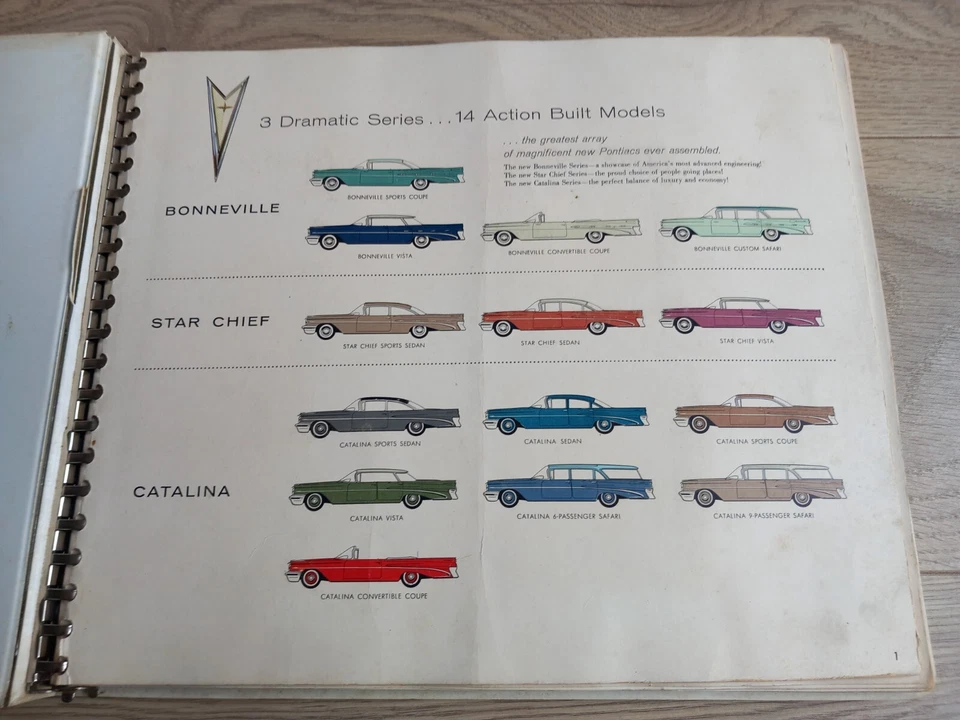 3 Dramatic Series...14 Action Built Models
... the greatest array
of magnificent new Pontiacs ever assembled.
The new Bonneville Series—a showcase of America's most advanced engineering!
The new Star Chief Series—the proud choice of people going places!
The new Catalina Series—the perfect balance of luxury and economy!
BONNEVILLE
BONNEVILLE SPORTS COUPE
BONNEVILLE VISTA
BONNEVILLE CONVERTIBLE COUPE
BONNEVILLE CUSTOM SAFARI
STAR CHIEF
STAR CHIEF SPORTS SEDAN
STAR CHIEF SEDAN
STAR CHIEF VISTA
CATALINA
CATALINA SPORTS SEDAN
CATALINA SEDAN
CATALINA SPORTS COUPE
CATALINA VISTA
CATALINA 6-PASSENGER SAFARI
CATALINA 9-PASSENGER SAFARI
CATALINA CONVERTIBLE COUPE
1